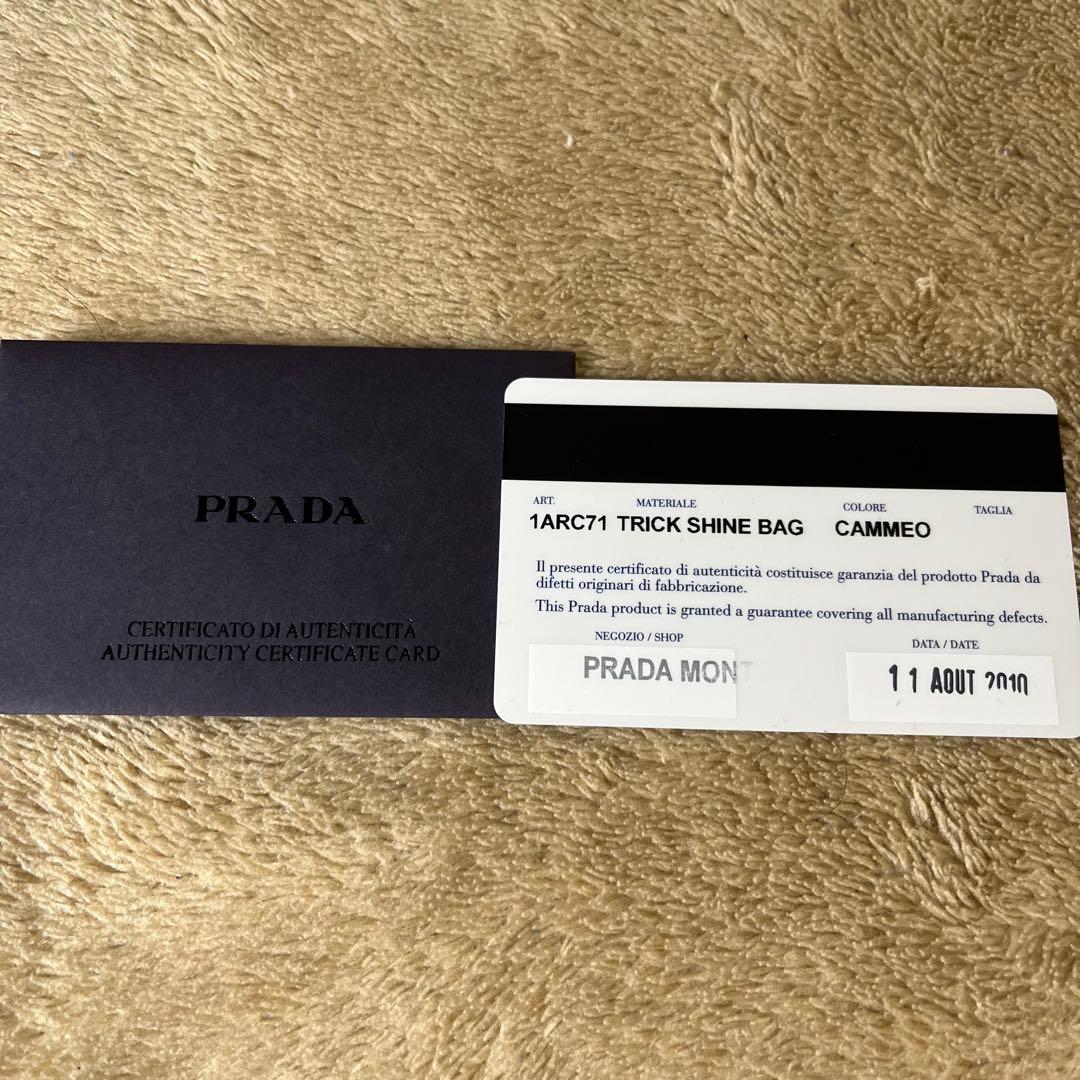 PRADA
CERTIFICATO DI AUTENTICITÀ
AUTHENTICITY CERTIFICATE CARD
ART. MATERIALE COLORE TAGLIA
1ARC71 TRICK SHINE BAG CAMMEO
Il presente certificato di autenticità costituisce garanzia del prodotto Prada da
difetti originari di fabbricazione.
This Prada product is granted a guarantee covering all manufacturing defects.
NEGOZIO / SHOP DATA / DATE
PRADA MONT 11 AOUT 2010